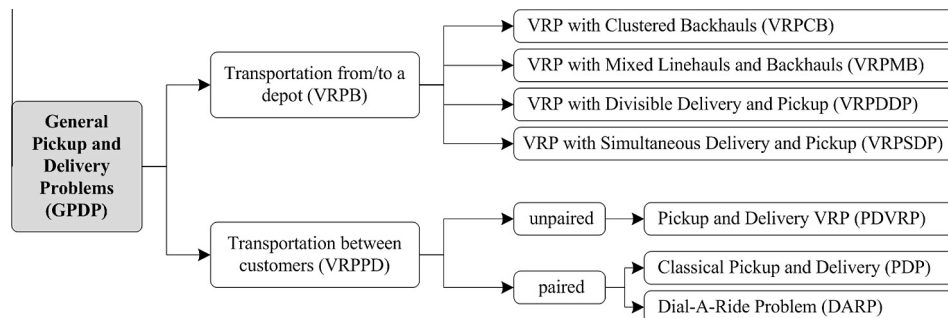 General
Pickup and
Delivery
Problems
(GPDP)
Transportation from/to a
depot (VRPB)
VRP with Clustered Backhauls (VRPCB)
VRP with Mixed Linehauls and Backhauls (VRPMB)
VRP with Divisible Delivery and Pickup (VRPDDP)
VRP with Simultaneous Delivery and Pickup (VRPSDP)
Transportation between
customers (VRPPD)
unpaired
Pickup and Delivery VRP (PDVRP)
paired
Classical Pickup and Delivery (PDP)
Dial-A-Ride Problem (DARP)